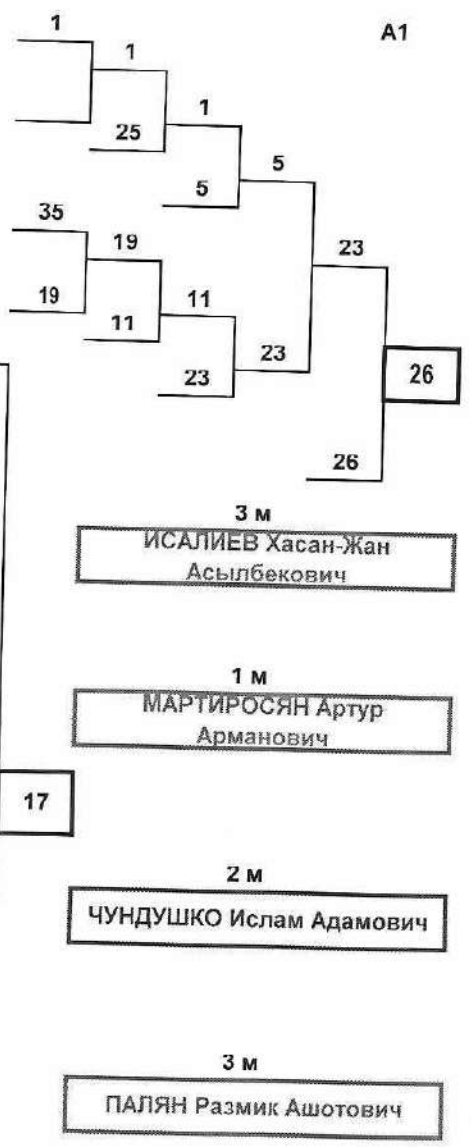 1
A1
1
25
1
5
5
35
19
19
23
11
11
23
23
26
26
3 м
ИСАЛИЕВ Хасан-Жан
Асылбекович
1 м
МАРТИРОСЯН Артур
Арманович
17
2 м
ЧУНДУШКО Ислам Адамович
3 м
ПАЛЯН Размик Ашотович